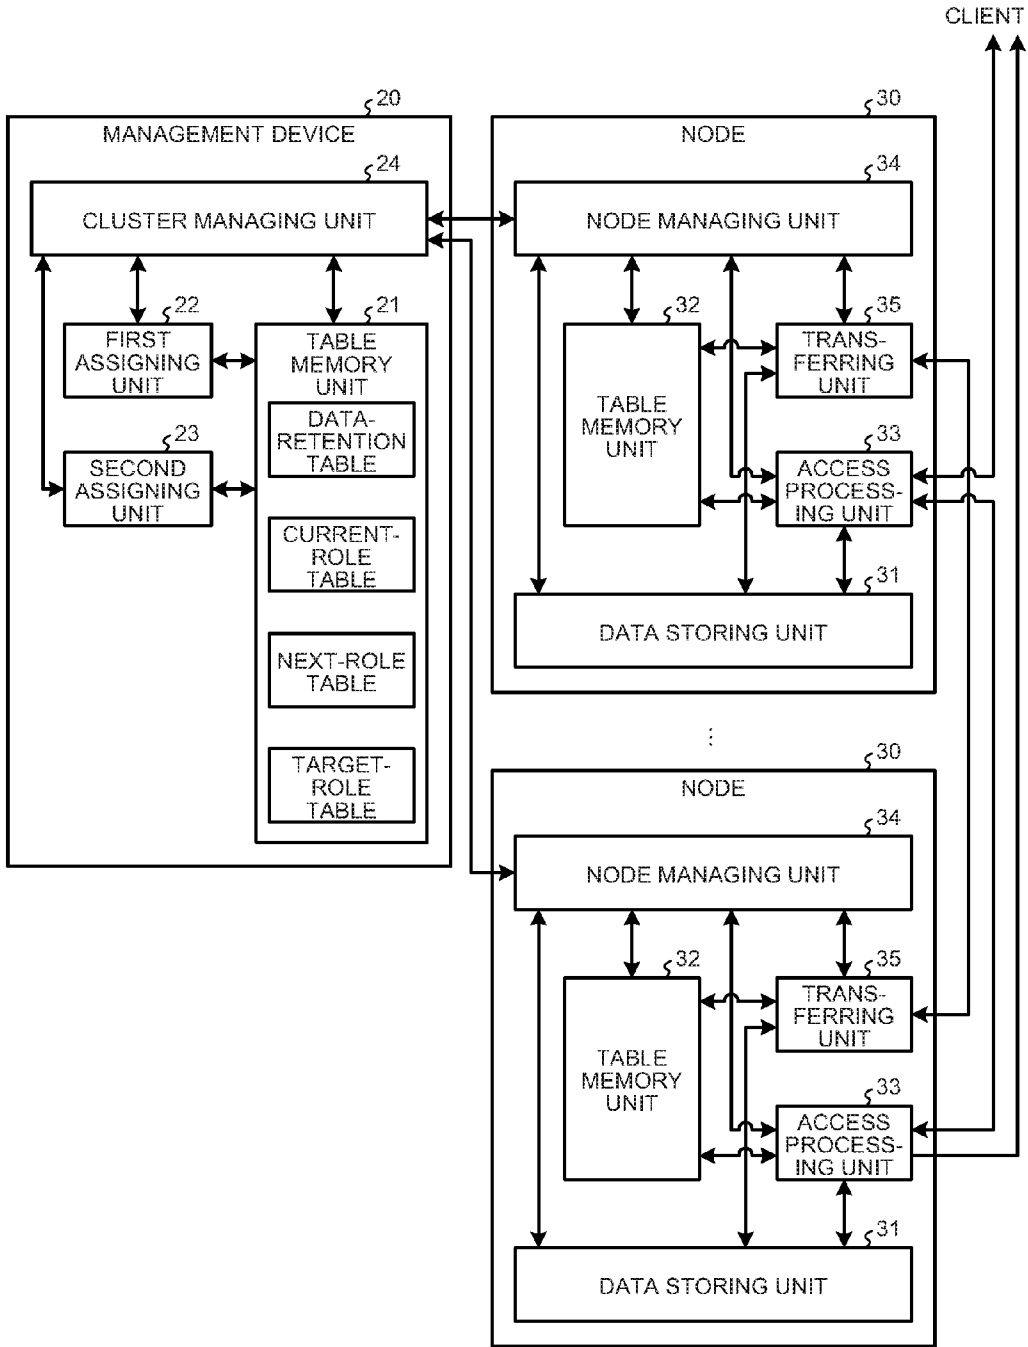 CLIENT
20
MANAGEMENT DEVICE
24
CLUSTER MANAGING UNIT
22
FIRST
ASSIGNING
UNIT
21
TABLE
MEMORY
UNIT
DATA-
RETENTION
TABLE
23
SECOND
ASSIGNING
UNIT
CURRENT-
ROLE
TABLE
NEXT-ROLE
TABLE
TARGET-
ROLE
TABLE
30
NODE
34
NODE MANAGING UNIT
32
TABLE
MEMORY
UNIT
35
TRANS-
FERRING
UNIT
33
ACCESS
PROCESS-
ING UNIT
31
DATA STORING UNIT
⋮
30
NODE
34
NODE MANAGING UNIT
32
TABLE
MEMORY
UNIT
35
TRANS-
FERRING
UNIT
33
ACCESS
PROCESS-
ING UNIT
31
DATA STORING UNIT